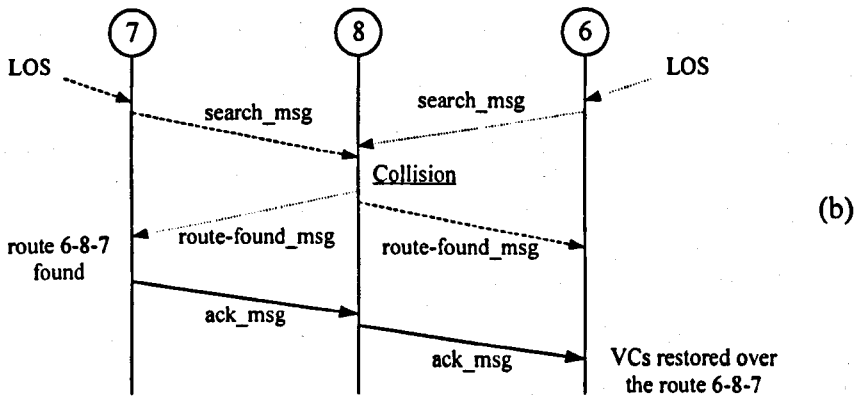 7
8
6
LOS
LOS
search_msg
search_msg
Collision
(b)
route-found_msg
route-found_msg
route 6-8-7
found
ack_msg
ack_msg
VCs restored over
the route 6-8-7